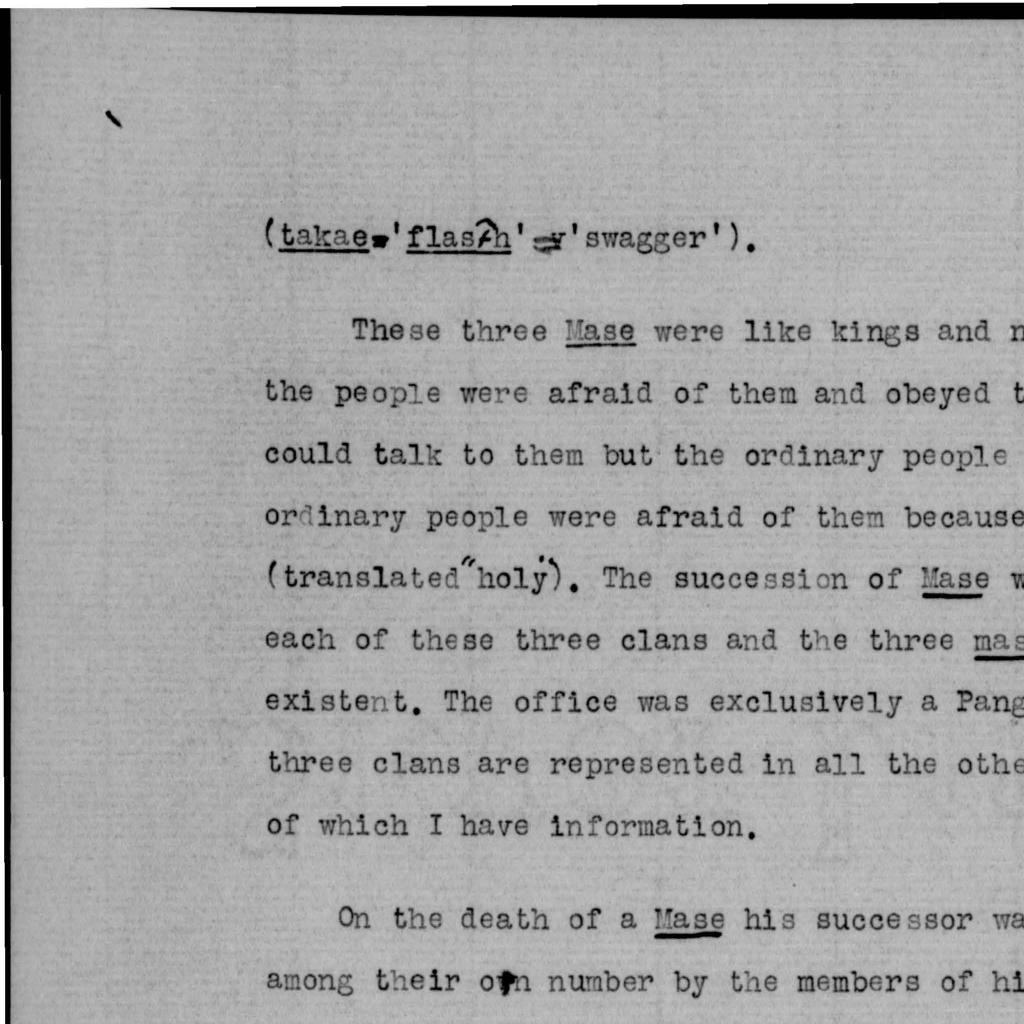 (takae='flash' = 'swagger').
These three Mase were like kings and n
the people were afraid of them and obeyed t
could talk to them but the ordinary people
ordinary people were afraid of them because
(translated "holy"). The succession of Mase w
each of these three clans and the three mas
existent. The office was exclusively a Pang
three clans are represented in all the othe
of which I have information.
On the death of a Mase his successor wa
among their own number by the members of hi